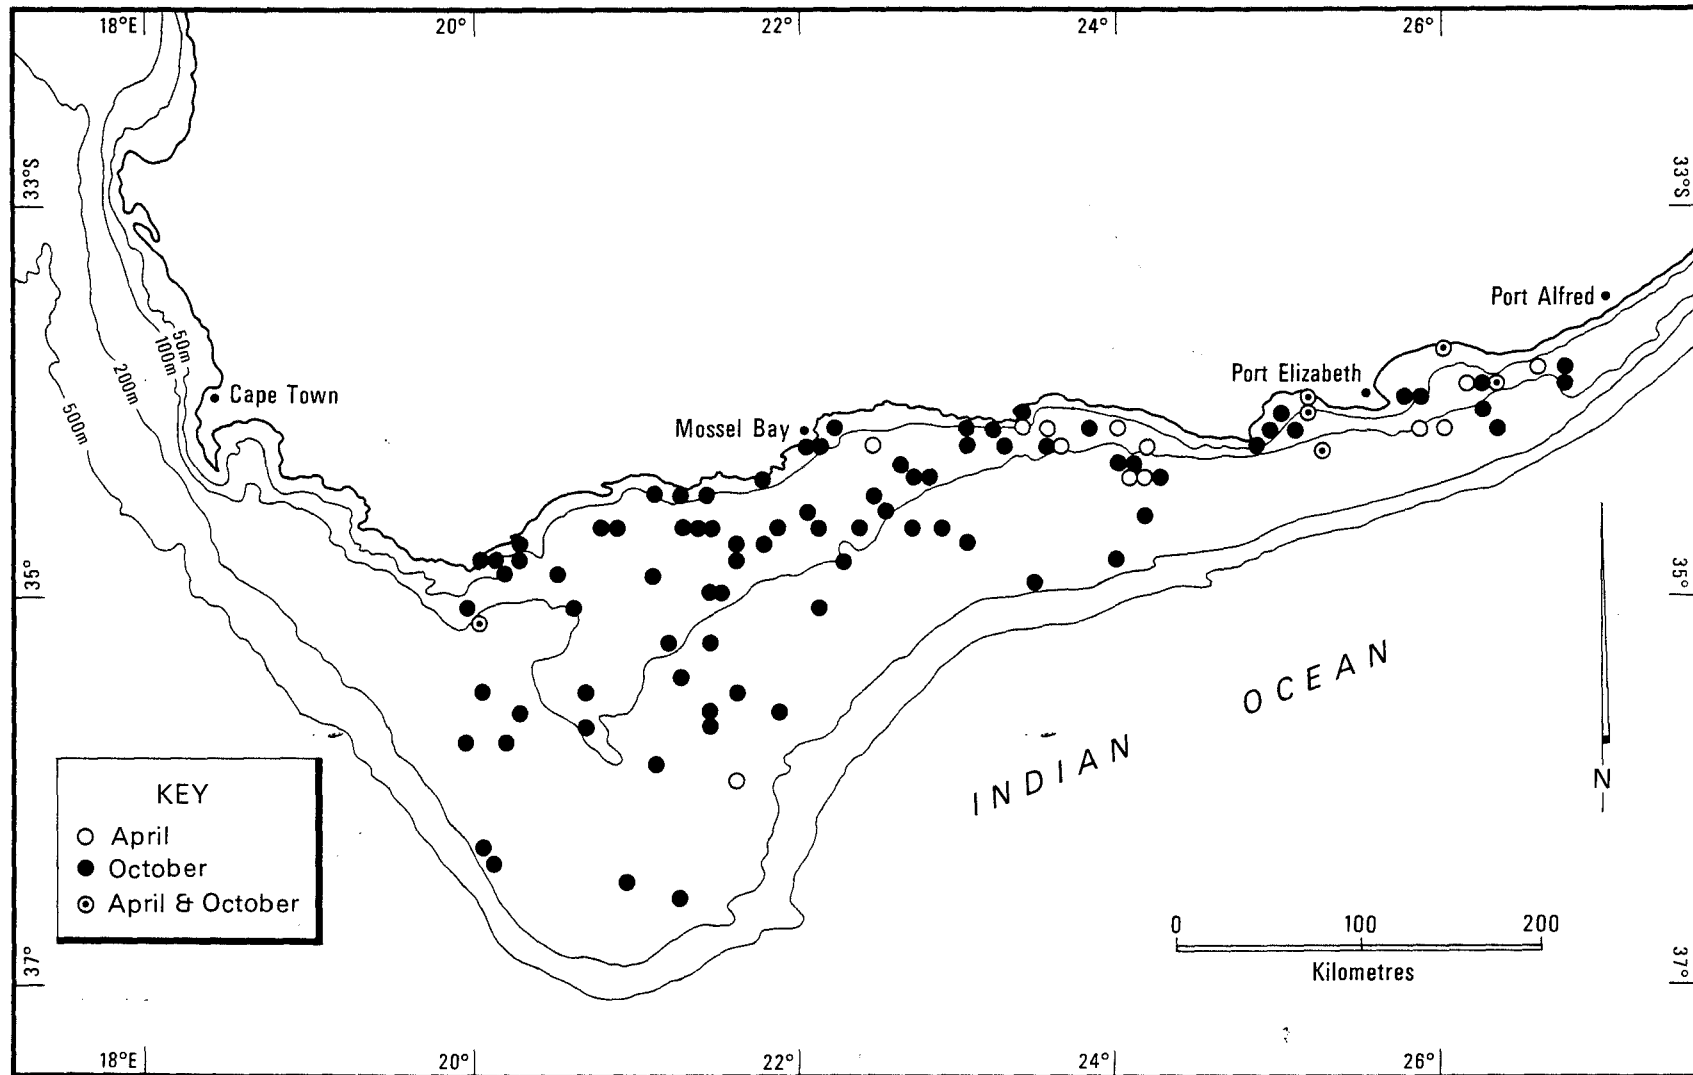 18°E 20° 22° 24° 26°
33°S 33°S
Port Alfred
50m
100m
200m
500m
Cape Town
Port Elizabeth
Mossel Bay
35° 35°
INDIAN OCEAN
KEY
April
October
April & October
N
0 100 200
Kilometres
37° 37°
18°E 20° 22° 24° 26°